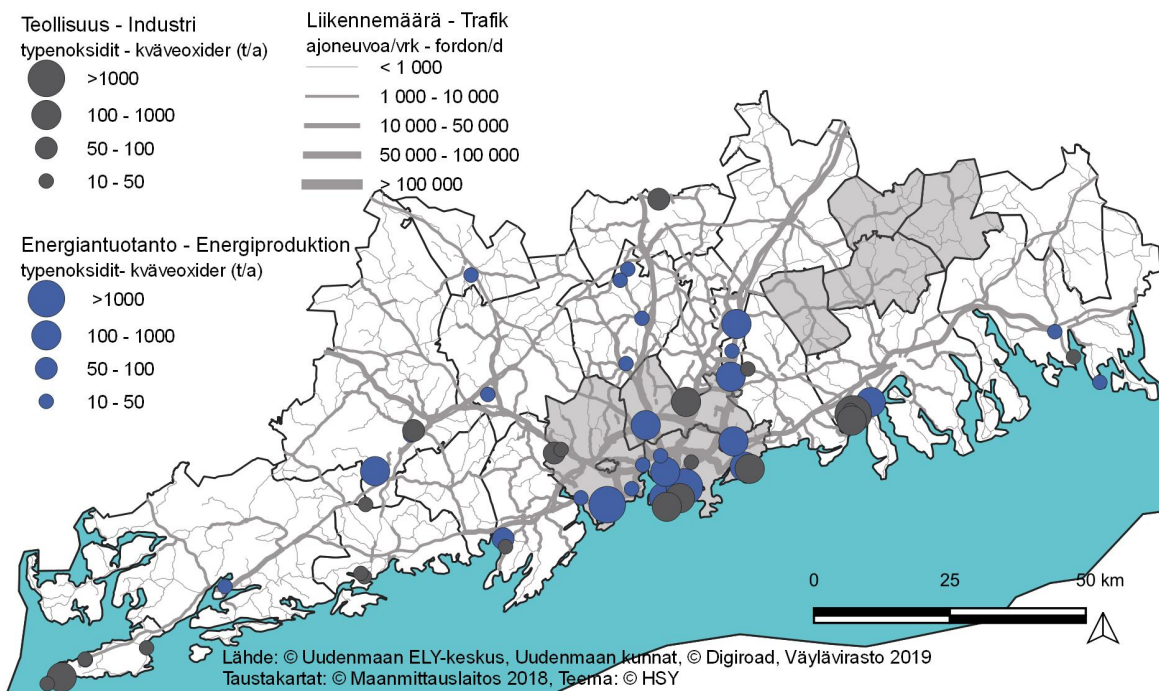 Teollisuus - Industri
typenoksidit - kväveoxider (t/a)
>1000
100 - 1000
50 - 100
10 - 50
Energiantuotanto - Energiproduktion
typenoksidit- kväveoxider (t/a)
>1000
100 - 1000
50 - 100
10 - 50
Liikennemäärä - Trafik
ajoneuvoa/vrk - fordon/d
< 1 000
1 000 - 10 000
10 000 - 50 000
50 000 - 100 000
> 100 000
0 25 50 km
Lähde: © Uudenmaan ELY-keskus, Uudenmaan kunnat, © Digiroad, Väylävirasto 2019
Taustakartat: © Maanmittauslaitos 2018, Teema: © HSY